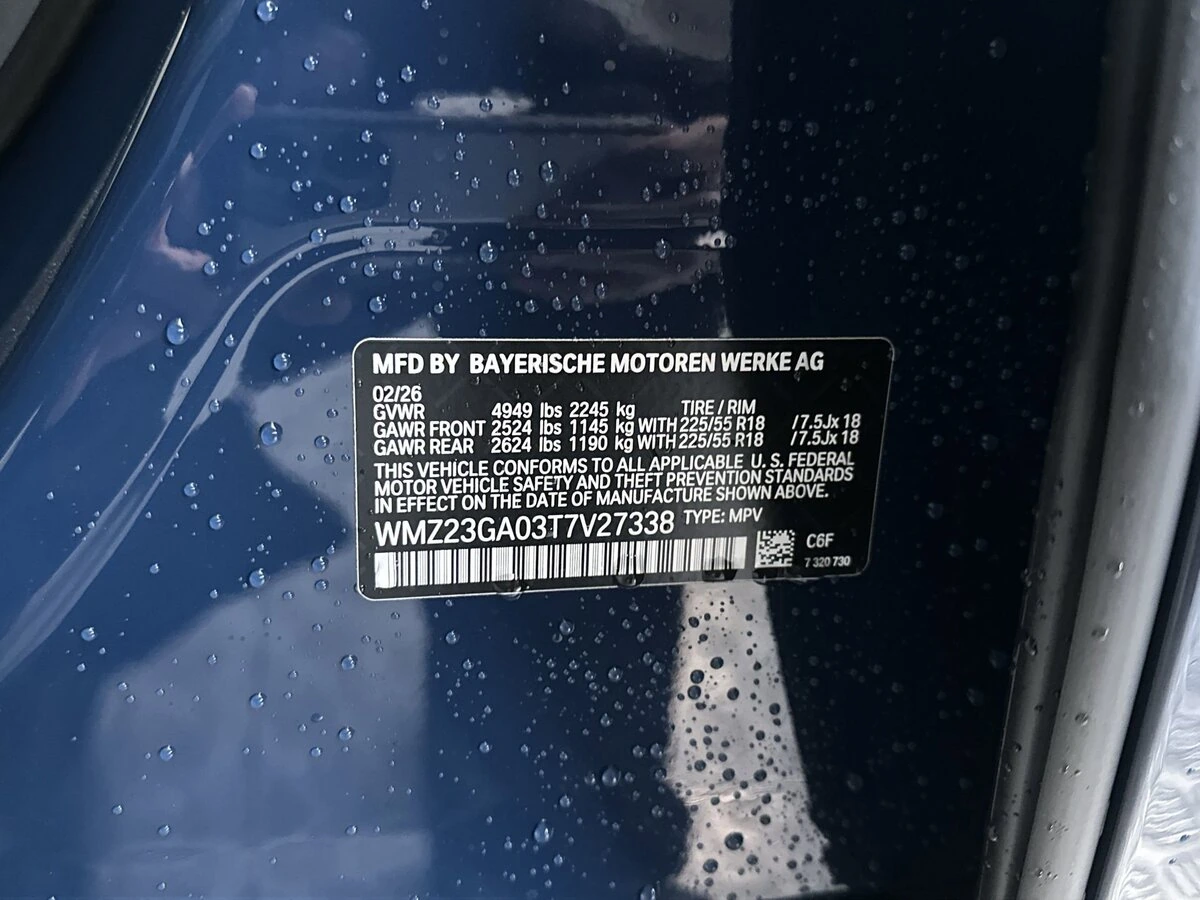 MFD BY BAYERISCHE MOTOREN WERKE AG
02/26
GVWR 4949 lbs 2245 kg TIRE / RIM
GAWR FRONT 2524 lbs 1145 kg WITH 225/55 R18 /7.5Jx 18
GAWR REAR 2624 lbs 1190 kg WITH 225/55 R18 /7.5Jx 18
THIS VEHICLE CONFORMS TO ALL APPLICABLE U. S. FEDERAL
MOTOR VEHICLE SAFETY AND THEFT PREVENTION STANDARDS
IN EFFECT ON THE DATE OF MANUFACTURE SHOWN ABOVE.
WMZ23GA03T7V27338 TYPE: MPV
C6F
7 320 730